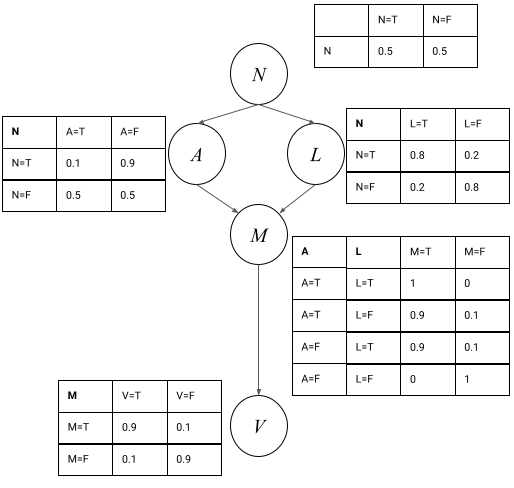 N=T N=F
N 0.5 0.5
N
N A=T A=F
N=T 0.1 0.9
N=F 0.5 0.5
A
L
N L=T L=F
N=T 0.8 0.2
N=F 0.2 0.8
M
A L M=T M=F
A=T L=T 1 0
A=T L=F 0.9 0.1
A=F L=T 0.9 0.1
A=F L=F 0 1
M V=T V=F
M=T 0.9 0.1
M=F 0.1 0.9
V